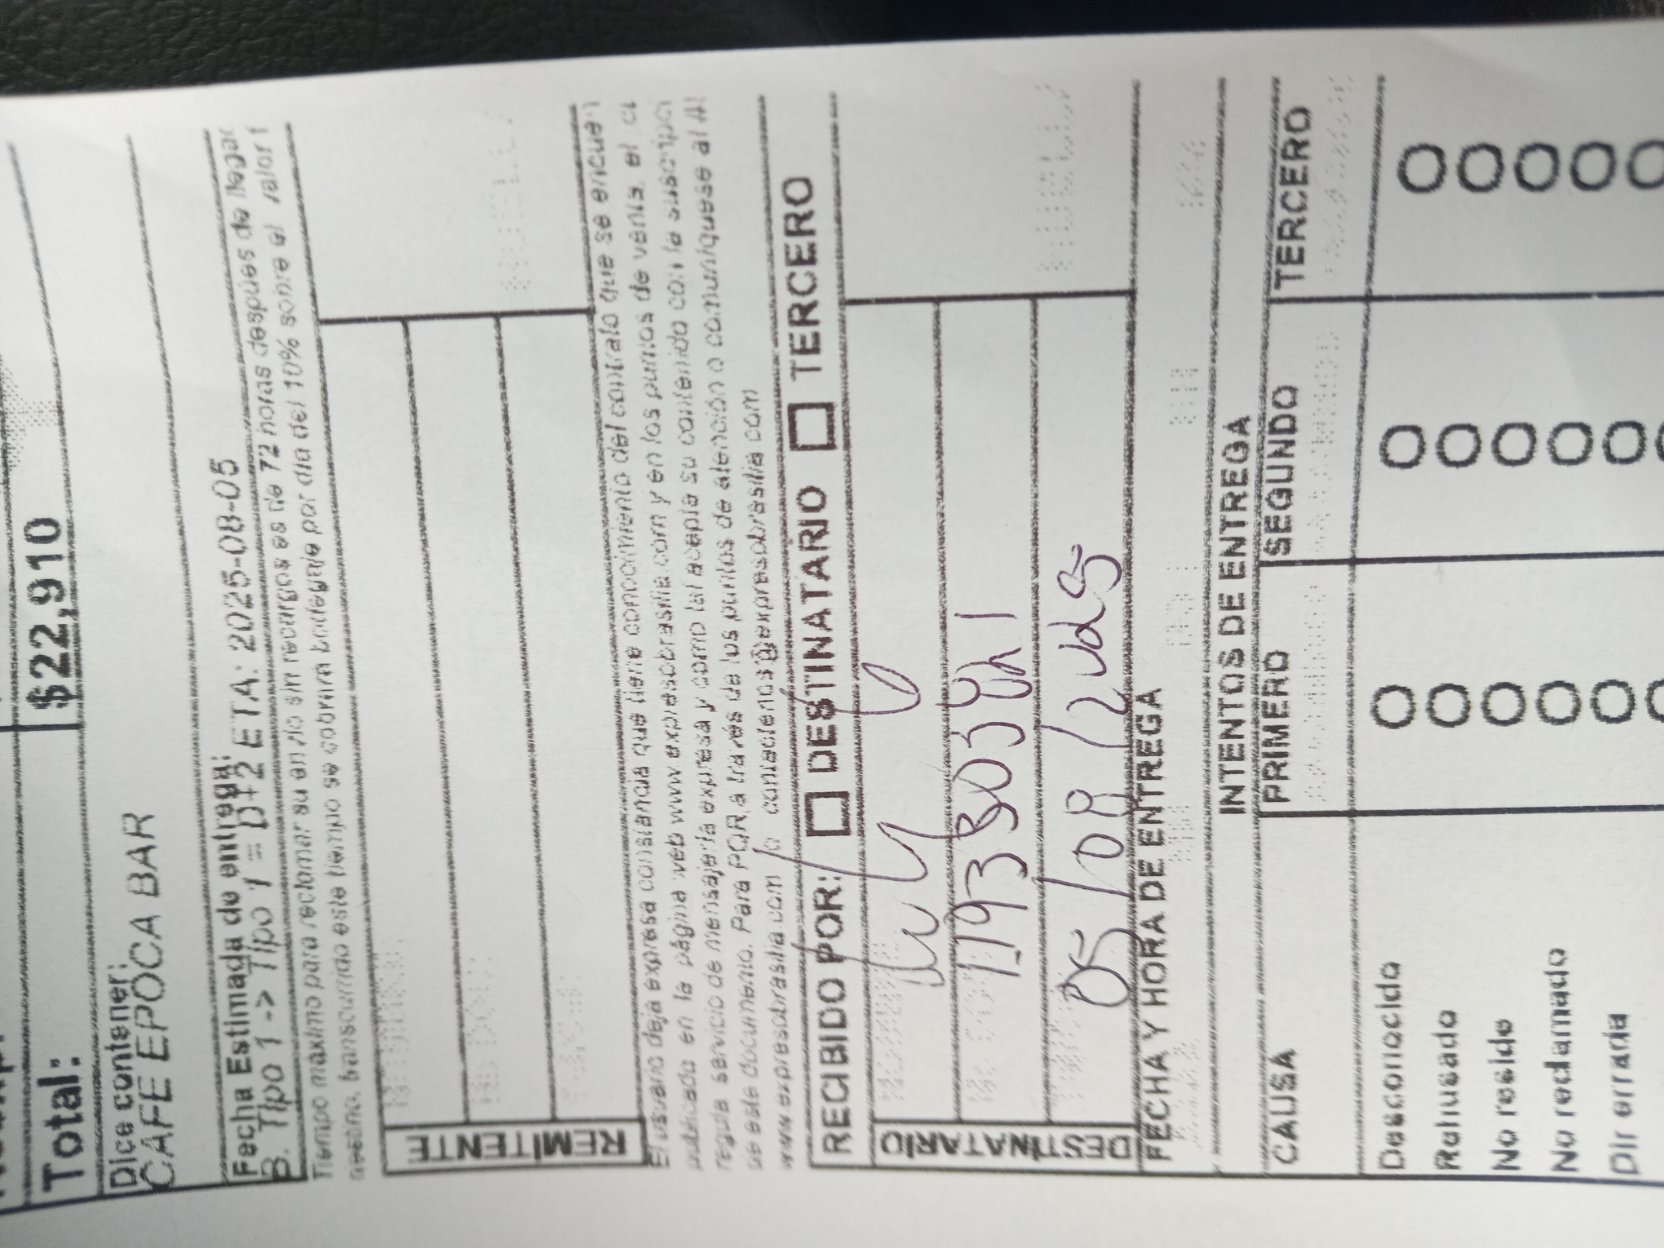 Total: $22,910
Dice contener:
CAFE EPOCA BAR
Fecha Estimada de entrega:
B. Tipo 1 -> Tipo 1 = D+2 ETA: 2025-08-05
Tiempo máximo para reclamar su envío sin recargos es de 72 horas después de llegar
transcurrido este tiempo se cobrará bodegaje por día del 10% sobre el valor
REMITENTE
El usuario deja expresa constancia que tiene conocimiento del contrato que se encuen
publicado en la página web www.expresobrasilia.com y en los puntos de venta, el cu
regula servicio de mensajería expresa y como tal acepta su contenido con la suscripci
de este documento. Para PQR a través de los puntos de atención o comuníquese al
www.expresobrasilia.com o contactenos@expresobrasilia.com
RECIBIDO POR: DESTINATARIO TERCERO
DESTINATARIO
05/08/2025
FECHA Y HORA DE ENTREGA
INTENTOS DE ENTREGA
CAUSA PRIMERO SEGUNDO TERCERO
Desconocido
Rehusado
No reside
No reclamado
Dir errada